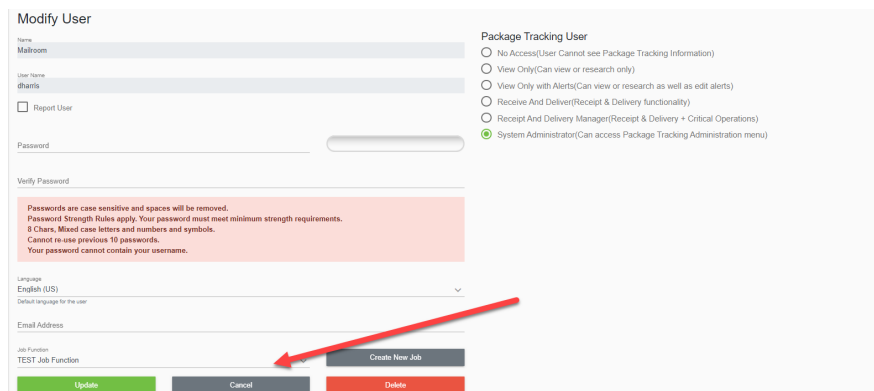 Modify User
Name
Mailroom
User Name
dharris
Report User
Password
Verify Password
Passwords are case sensitive and spaces will be removed.
Password Strength Rules apply. Your password must meet minimum strength requirements.
8 Chars, Mixed case letters and numbers and symbols.
Cannot re-use previous 10 passwords.
Your password cannot contain your username.
Language
English (US)
Default language for the user
Email Address
Job Function
TEST Job Function
Create New Job
Update
Cancel
Delete
Package Tracking User
No Access(User Cannot see Package Tracking Information)
View Only(Can view or research only)
View Only with Alerts(Can view or research as well as edit alerts)
Receive And Deliver(Receipt & Delivery functionality)
Receipt And Delivery Manager(Receipt & Delivery + Critical Operations)
System Administrator(Can access Package Tracking Administration menu)